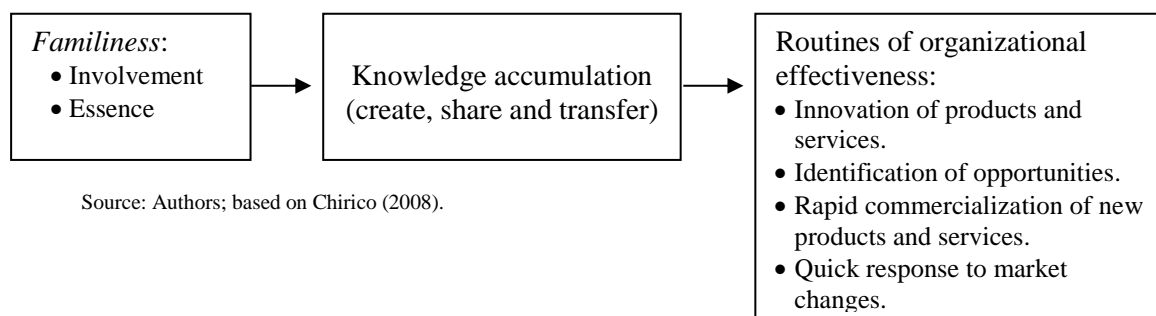 Familiness:
• Involvement
• Essence
Knowledge accumulation
(create, share and transfer)
Routines of organizational
effectiveness:
• Innovation of products and
services.
• Identification of opportunities.
• Rapid commercialization of new
products and services.
• Quick response to market
changes.
Source: Authors; based on Chirico (2008).